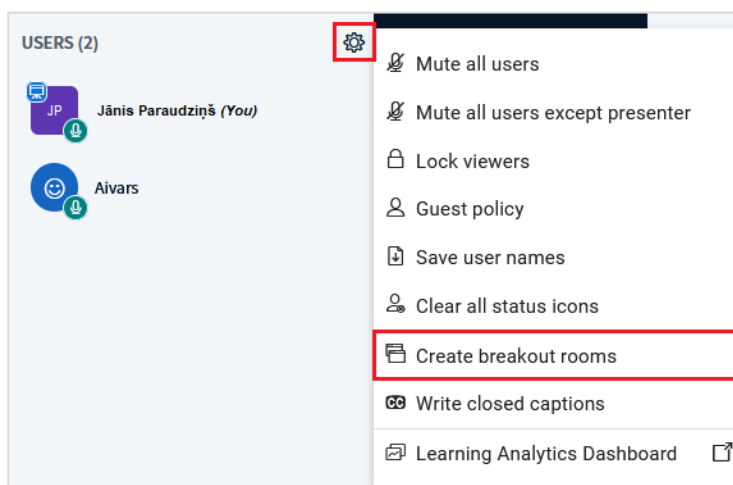 USERS (2)
JP
Jānis Paraudziņš (You)
Aivars
Mute all users
Mute all users except presenter
Lock viewers
Guest policy
Save user names
Clear all status icons
Create breakout rooms
CC Write closed captions
Learning Analytics Dashboard